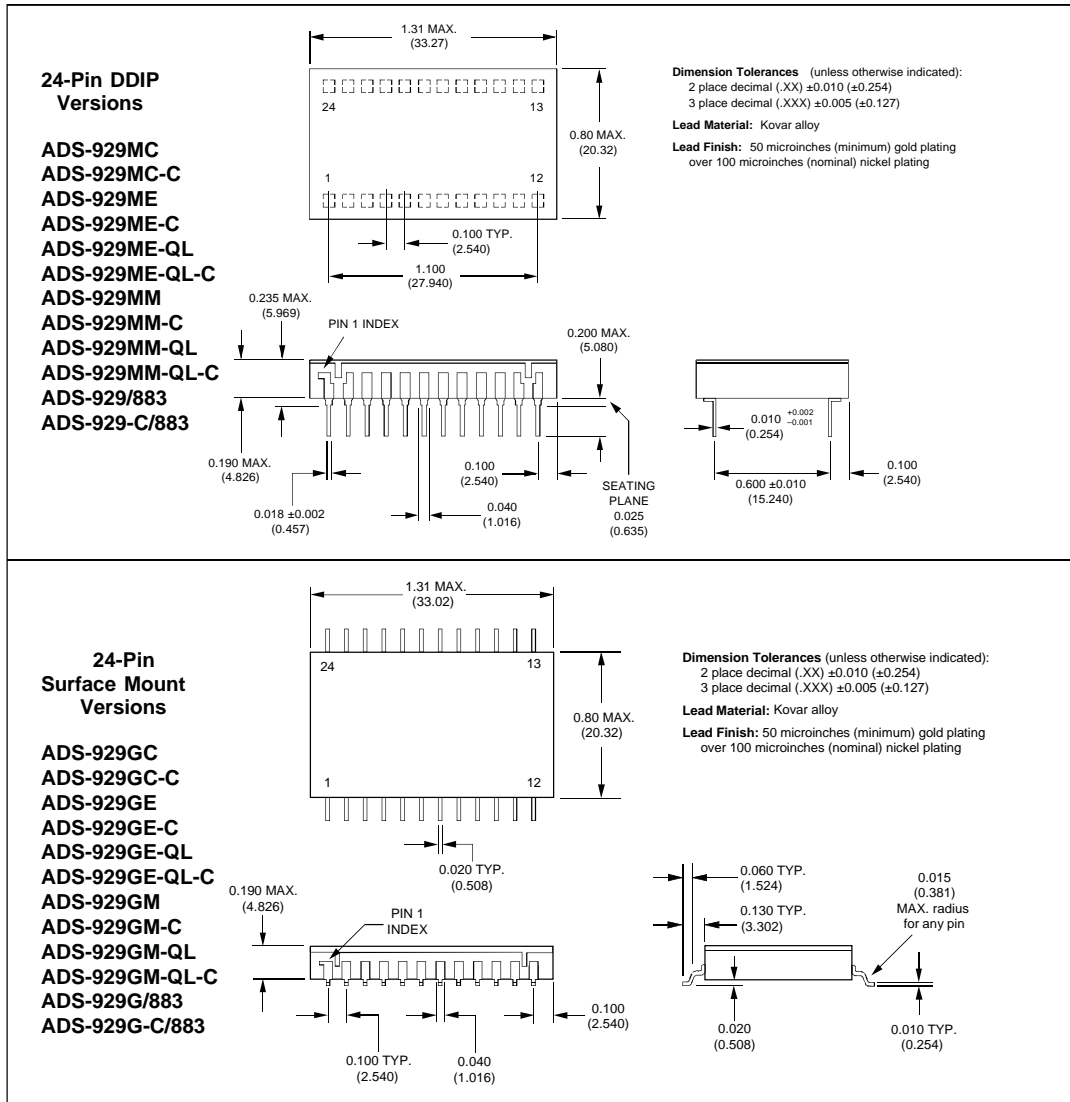 24-Pin DDIP
Versions
ADS-929MC
ADS-929MC-C
ADS-929ME
ADS-929ME-C
ADS-929ME-QL
ADS-929ME-QL-C
ADS-929MM
ADS-929MM-C
ADS-929MM-QL
ADS-929MM-QL-C
ADS-929/883
ADS-929-C/883
1.31 MAX.
(33.27)
24
13
1
12
0.80 MAX.
(20.32)
0.100 TYP.
(2.540)
1.100
(27.940)
Dimension Tolerances (unless otherwise indicated):
2 place decimal (.XX) ±0.010 (±0.254)
3 place decimal (.XXX) ±0.005 (±0.127)
Lead Material: Kovar alloy
Lead Finish: 50 microinches (minimum) gold plating
over 100 microinches (nominal) nickel plating
0.235 MAX.
(5.969)
PIN 1 INDEX
0.200 MAX.
(5.080)
0.190 MAX.
(4.826)
0.018 ±0.002
(0.457)
0.040
(1.016)
0.100
(2.540)
SEATING
PLANE
0.025
(0.635)
0.010 +0.002
–0.001
(0.254)
0.600 ±0.010
(15.240)
0.100
(2.540)
24-Pin
Surface Mount
Versions
ADS-929GC
ADS-929GC-C
ADS-929GE
ADS-929GE-C
ADS-929GE-QL
ADS-929GE-QL-C
ADS-929GM
ADS-929GM-C
ADS-929GM-QL
ADS-929GM-QL-C
ADS-929G/883
ADS-929G-C/883
1.31 MAX.
(33.02)
24
13
1
12
0.80 MAX.
(20.32)
0.020 TYP.
(0.508)
Dimension Tolerances (unless otherwise indicated):
2 place decimal (.XX) ±0.010 (±0.254)
3 place decimal (.XXX) ±0.005 (±0.127)
Lead Material: Kovar alloy
Lead Finish: 50 microinches (minimum) gold plating
over 100 microinches (nominal) nickel plating
0.190 MAX.
(4.826)
PIN 1
INDEX
0.100 TYP.
(2.540)
0.040
(1.016)
0.100
(2.540)
0.060 TYP.
(1.524)
0.130 TYP.
(3.302)
0.015
(0.381)
MAX. radius
for any pin
0.020
(0.508)
0.010 TYP.
(0.254)